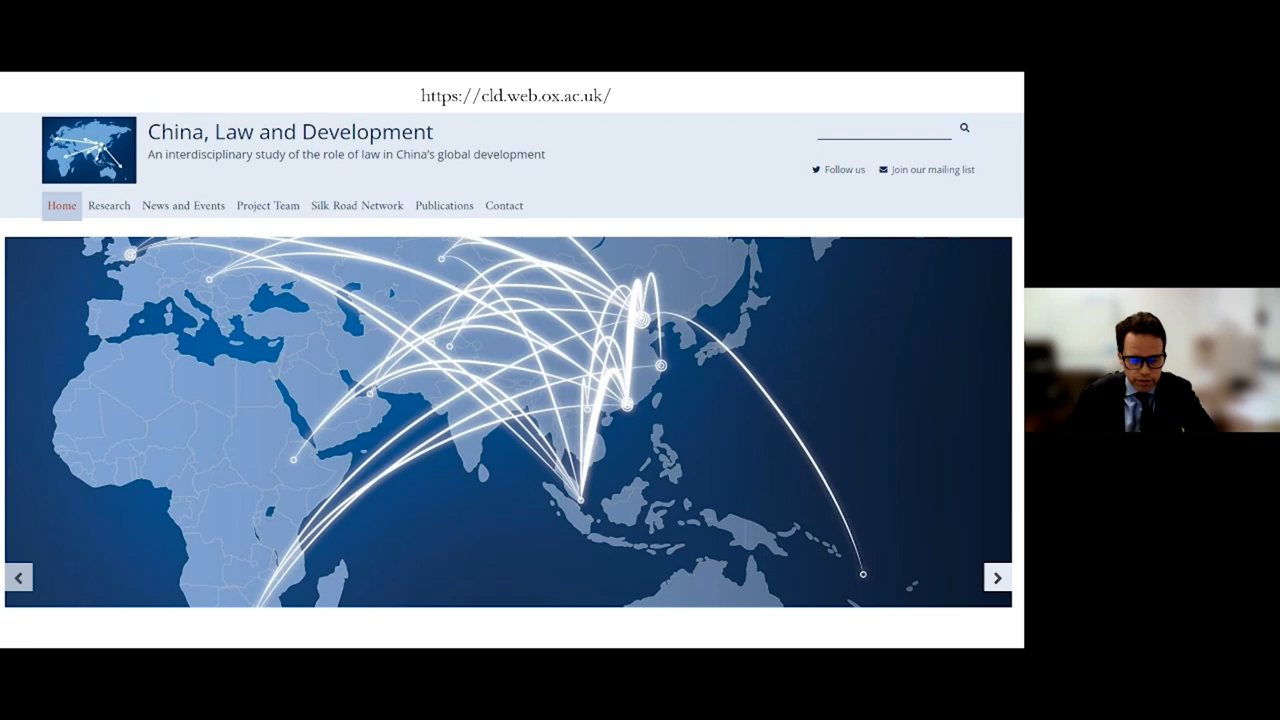 https://cld.web.ox.ac.uk/
China, Law and Development
An interdisciplinary study of the role of law in China's global development
Follow us
Join our mailing list
Home
Research
News and Events
Project Team
Silk Road Network
Publications
Contact